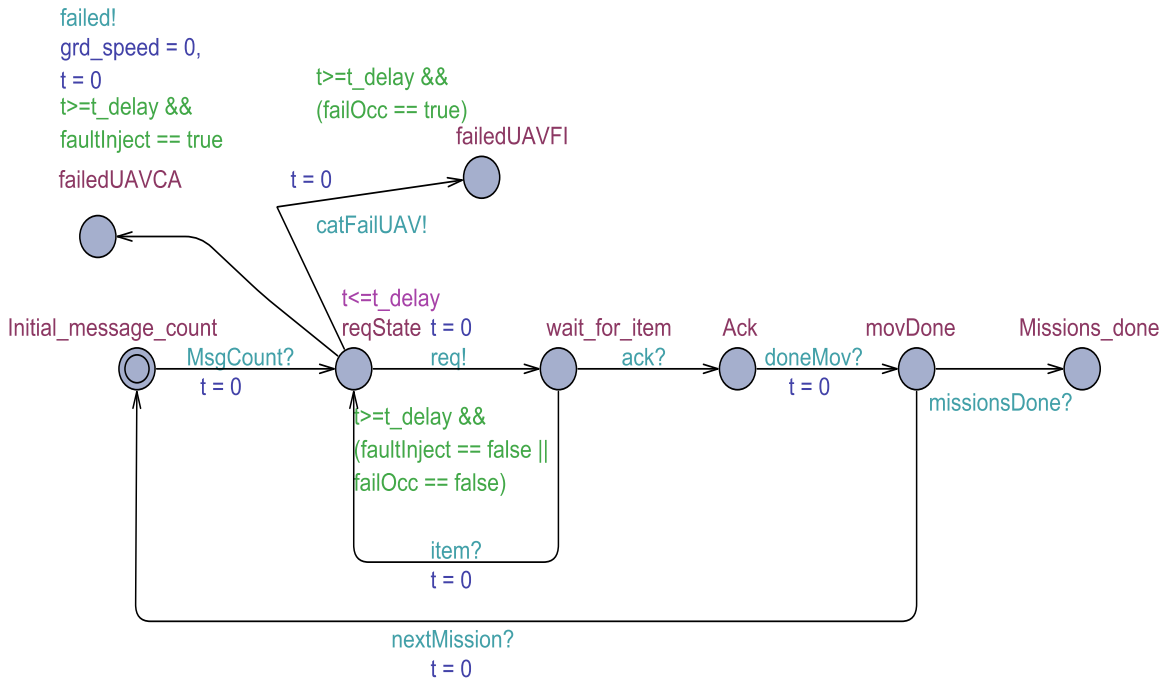 failed!
grd_speed = 0,
t = 0
t>=t_delay &&
faultInject == true
failedUAVCA
t>=t_delay &&
(failOcc == true)
failedUAVFI
t = 0
catFailUAV!
t<=t_delay
Initial_message_count
reqState
t = 0
wait_for_item
Ack
movDone
Missions_done
MsgCount?
t = 0
req!
ack?
doneMov?
t = 0
missionsDone?
t>=t_delay &&
(faultInject == false ||
failOcc == false)
item?
t = 0
nextMission?
t = 0